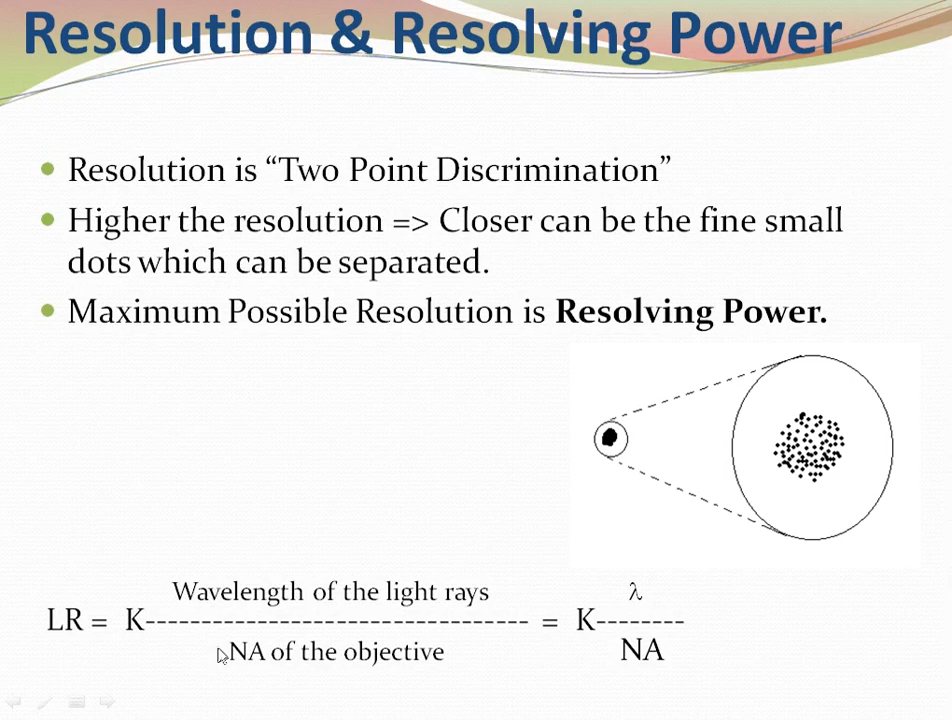 Resolution & Resolving Power
Resolution is “Two Point Discrimination”
Higher the resolution => Closer can be the fine small
dots which can be separated.
Maximum Possible Resolution is Resolving Power.
Wavelength of the light rays λ
LR = K---------------------------------- = K--------
NA of the objective NA